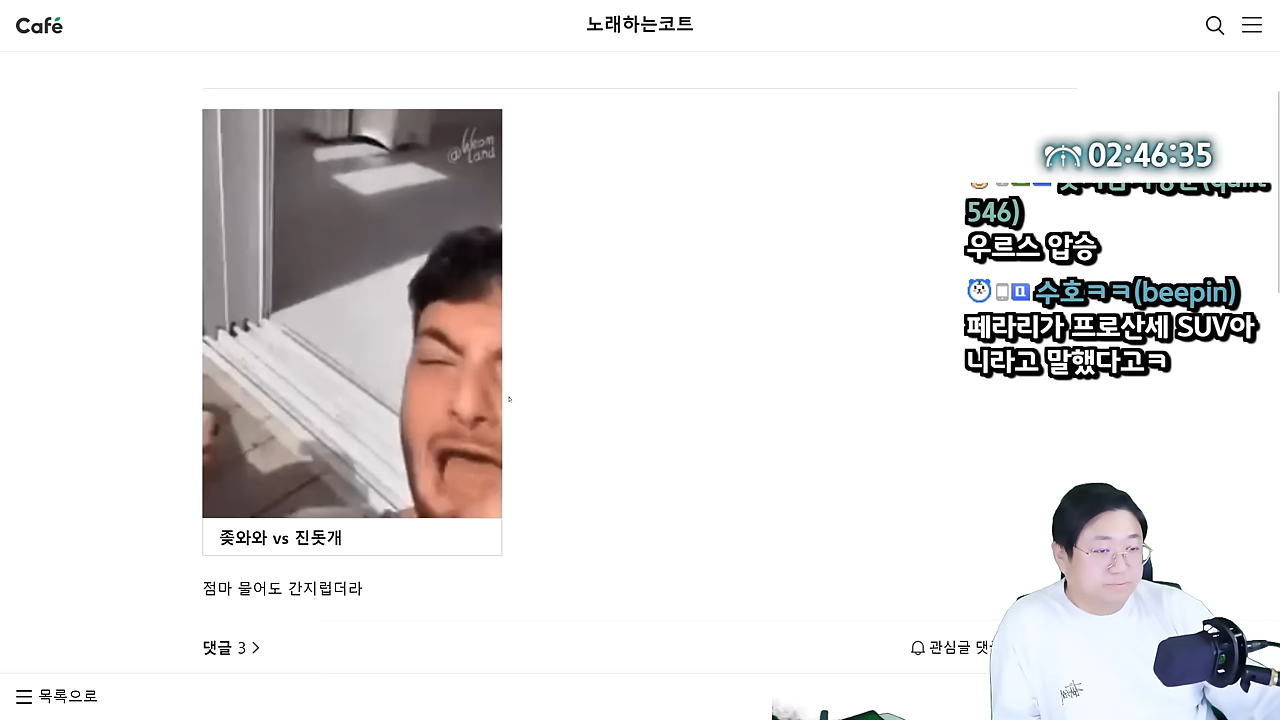 Café
노래하는코트
@Weom
Land
02:46:35
546)
우르스 압승
수호ㅋㅋ(beepin)
페라리가 프로산세 SUV아
니라고 말했다고ㅋ
좆와와 vs 진돗개
점마 물어도 간지럽더라
댓글 3
관심글
목록으로